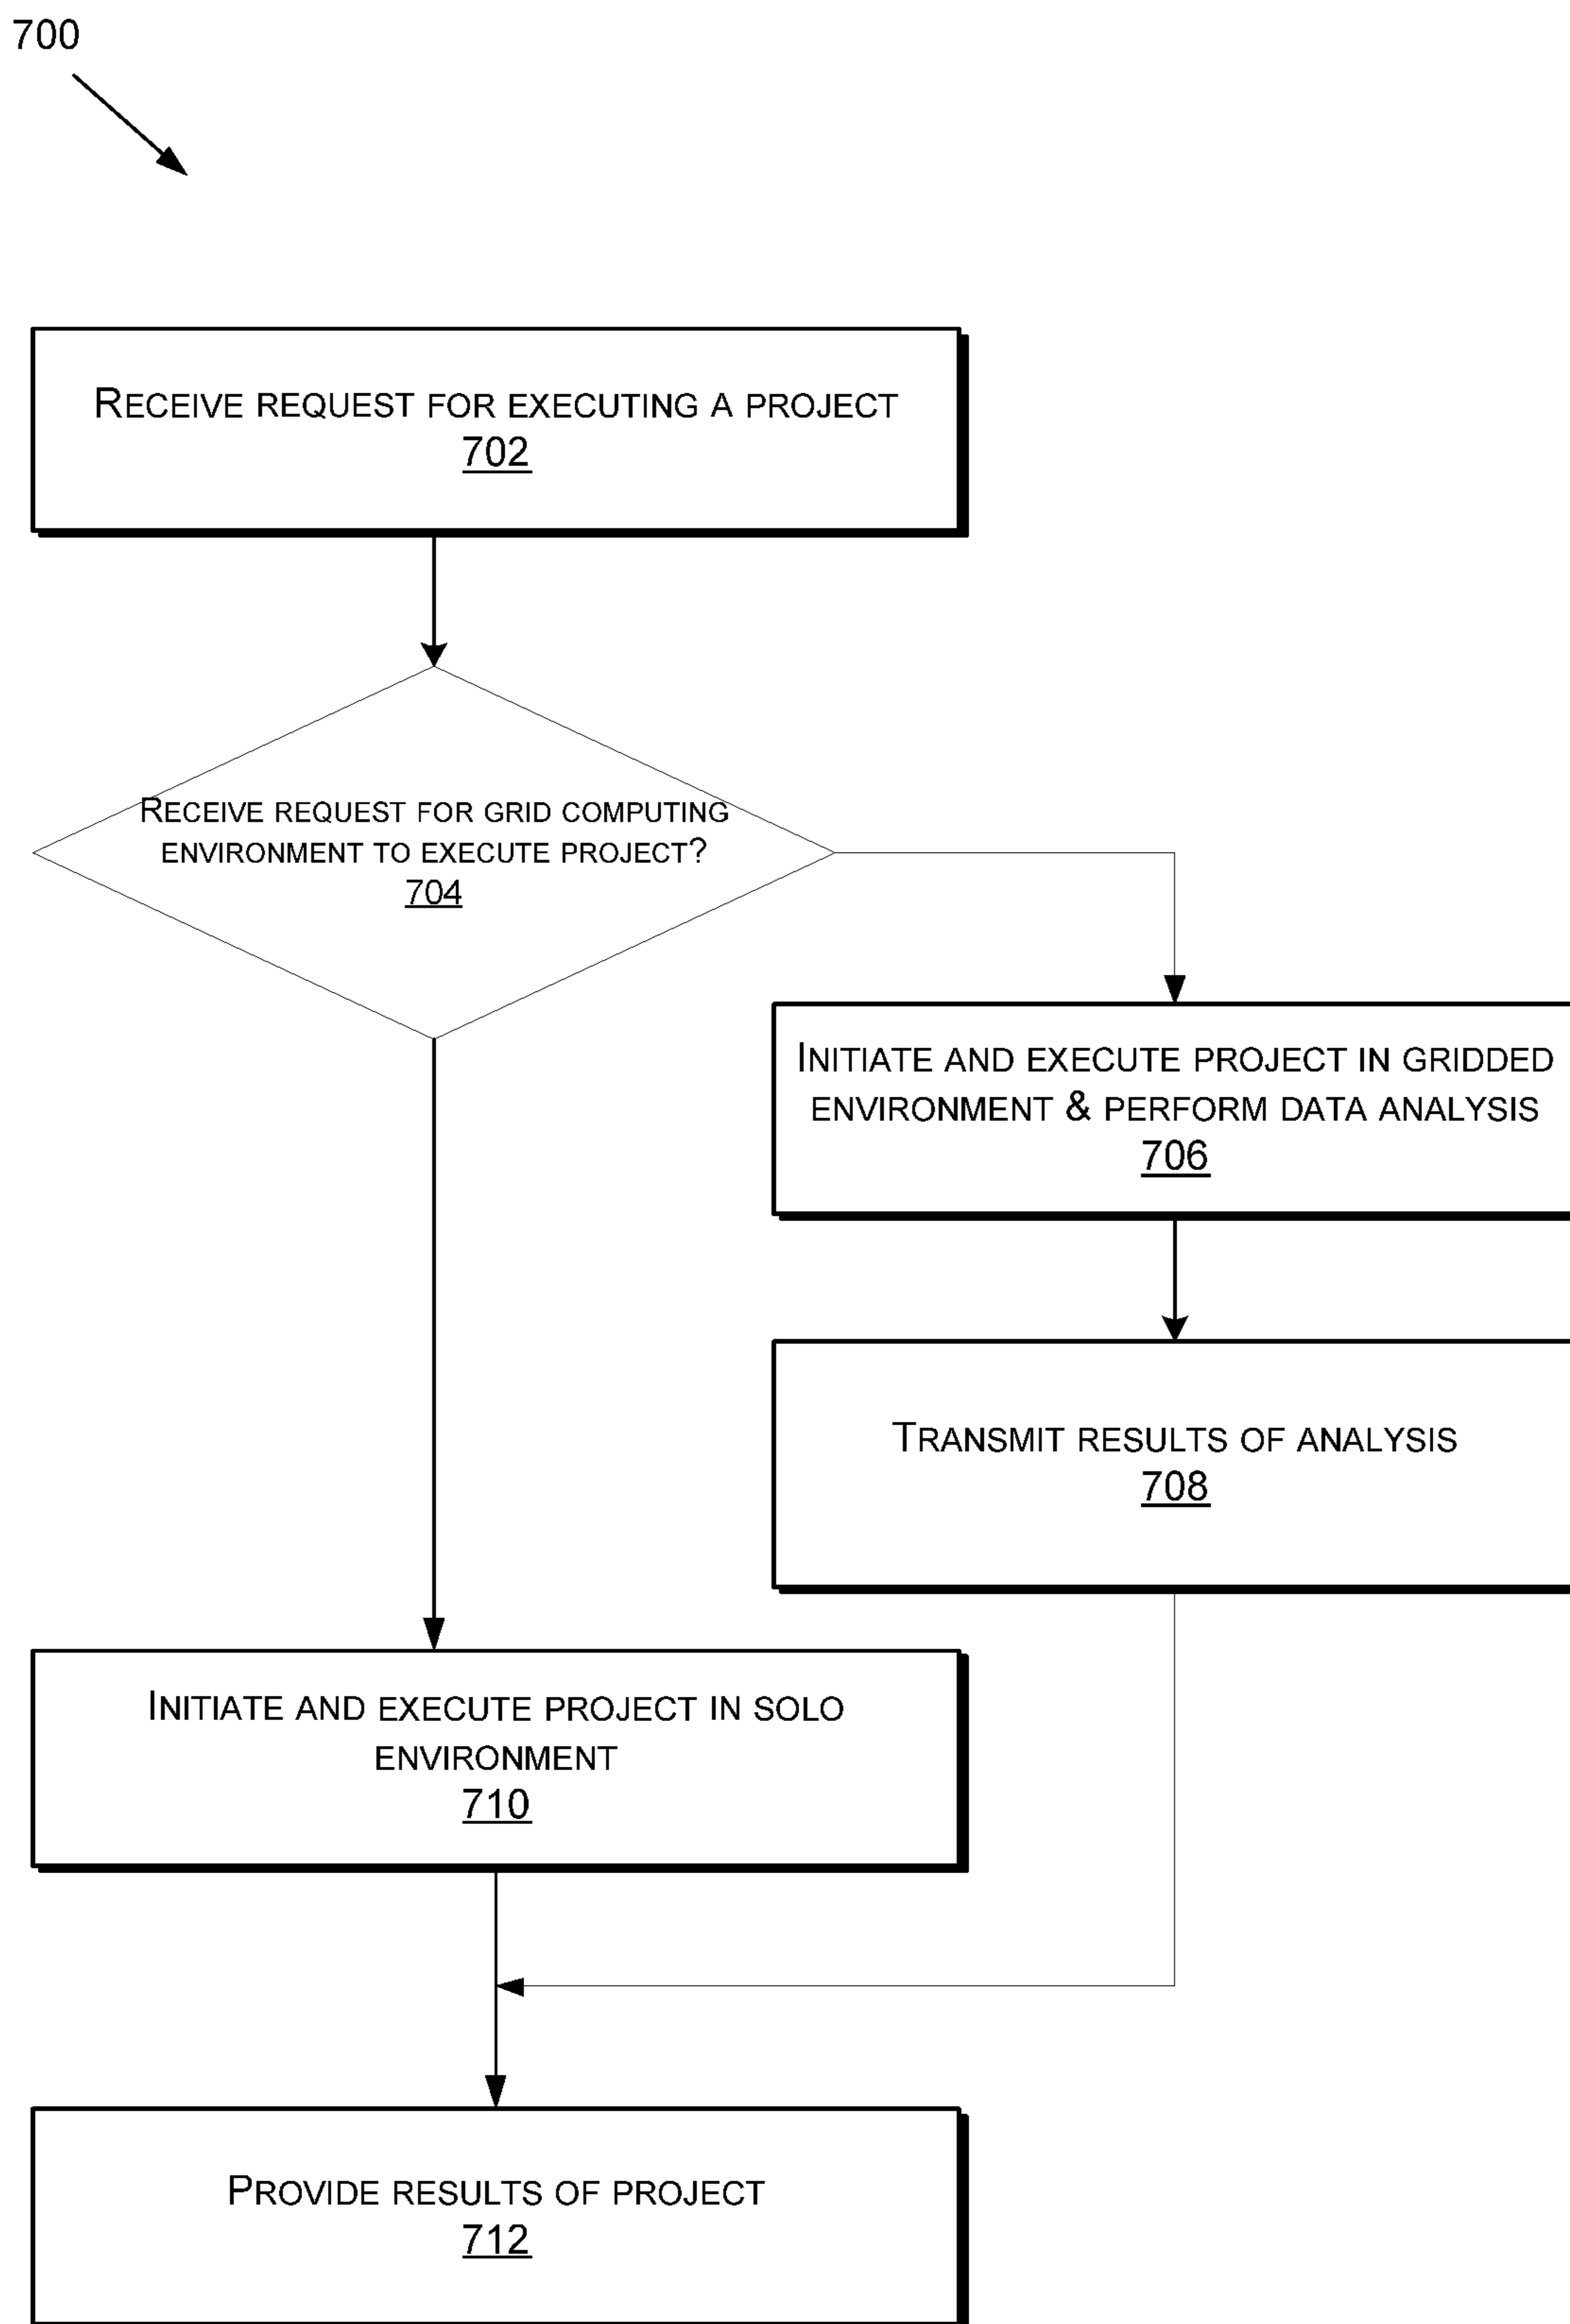 700
RECEIVE REQUEST FOR EXECUTING A PROJECT
702
RECEIVE REQUEST FOR GRID COMPUTING
ENVIRONMENT TO EXECUTE PROJECT?
704
INITIATE AND EXECUTE PROJECT IN GRIDDED
ENVIRONMENT & PERFORM DATA ANALYSIS
706
TRANSMIT RESULTS OF ANALYSIS
708
INITIATE AND EXECUTE PROJECT IN SOLO
ENVIRONMENT
710
PROVIDE RESULTS OF PROJECT
712